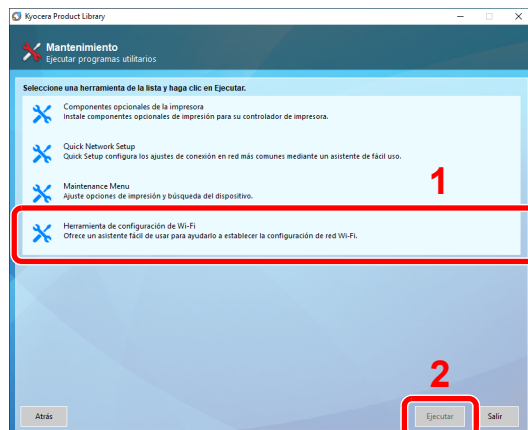 Kyocera Product Library
Mantenimiento
Ejecutar programas utilitarios
Seleccione una herramienta de la lista y haga clic en Ejecutar.
Componentes opcionales de la impresora
Instale componentes opcionales de impresión para su controlador de impresora.
Quick Network Setup
Quick Setup configura los ajustes de conexión en red más comunes mediante un asistente de fácil uso.
Maintenance Menu
Ajuste opciones de impresión y búsqueda del dispositivo.
1
Herramienta de configuración de Wi-Fi
Ofrece un asistente fácil de usar para ayudarlo a establecer la configuración de red Wi-Fi.
2
Atrás
Ejecutar
Salir